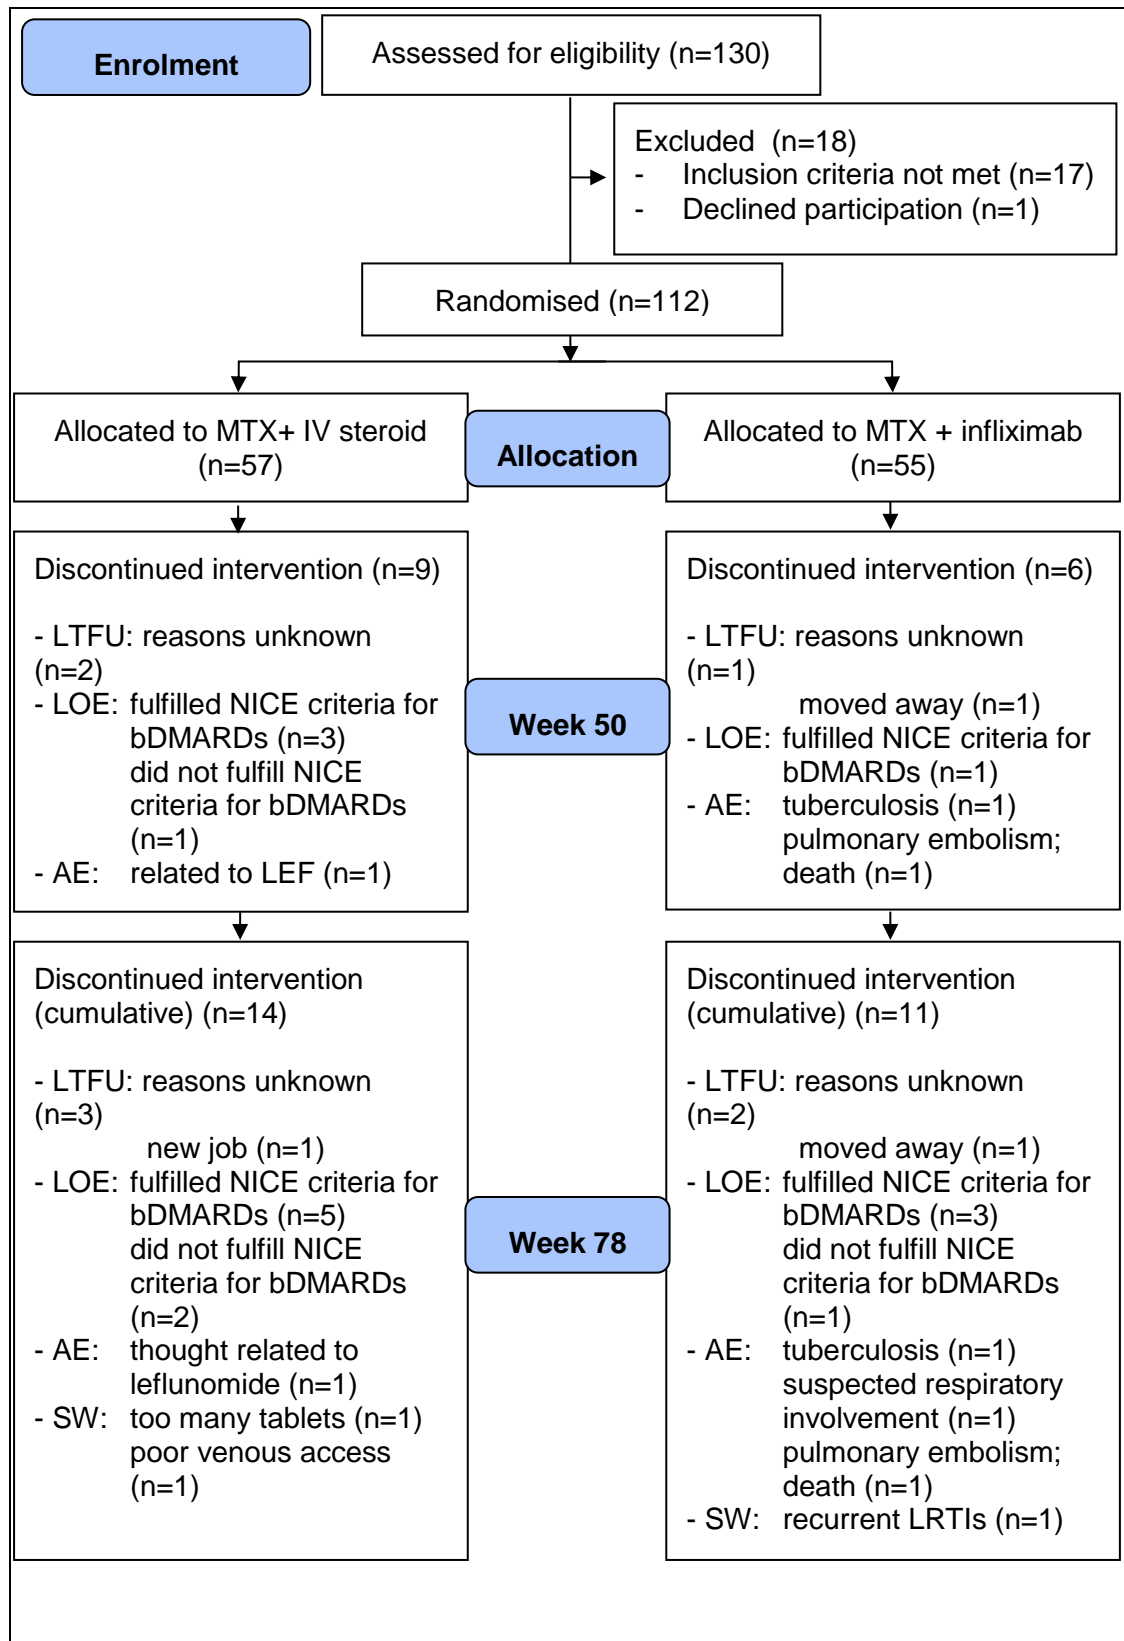 Enrolment
Assessed for eligibility (n=130)
Excluded (n=18)
- Inclusion criteria not met (n=17)
- Declined participation (n=1)
Randomised (n=112)
Allocated to MTX+ IV steroid
(n=57)
Allocation
Allocated to MTX + infliximab
(n=55)
Discontinued intervention (n=9)
- LTFU: reasons unknown
(n=2)
- LOE: fulfilled NICE criteria for
bDMARDs (n=3)
did not fulfill NICE
criteria for bDMARDs
(n=1)
- AE: related to LEF (n=1)
Week 50
Discontinued intervention (n=6)
- LTFU: reasons unknown
(n=1)
moved away (n=1)
- LOE: fulfilled NICE criteria for
bDMARDs (n=1)
- AE: tuberculosis (n=1)
pulmonary embolism;
death (n=1)
Discontinued intervention
(cumulative) (n=14)
- LTFU: reasons unknown
(n=3)
new job (n=1)
- LOE: fulfilled NICE criteria for
bDMARDs (n=5)
did not fulfill NICE
criteria for bDMARDs
(n=2)
- AE: thought related to
leflunomide (n=1)
- SW: too many tablets (n=1)
poor venous access
(n=1)
Week 78
Discontinued intervention
(cumulative) (n=11)
- LTFU: reasons unknown
(n=2)
moved away (n=1)
- LOE: fulfilled NICE criteria for
bDMARDs (n=3)
did not fulfill NICE
criteria for bDMARDs
(n=1)
- AE: tuberculosis (n=1)
suspected respiratory
involvement (n=1)
pulmonary embolism;
death (n=1)
- SW: recurrent LRTIs (n=1)